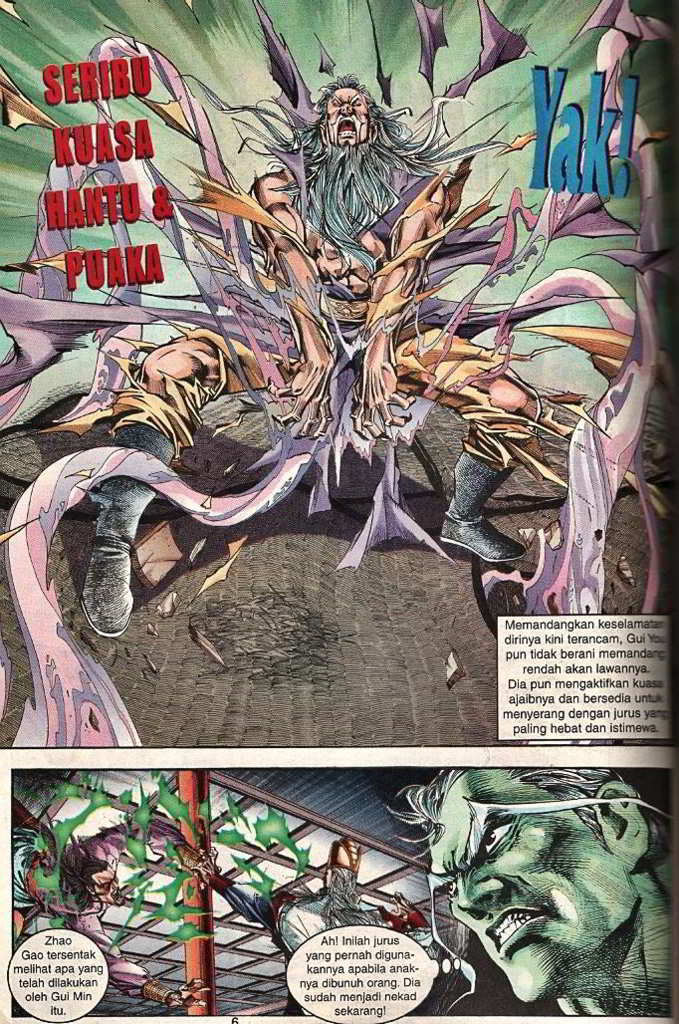 SERIBU
KUASA
HANTU &
PUAKA
Yak!
Memandangkan keselamatan
dirinya kini terancam, Gui You
pun tidak berani memandang
rendah akan lawannya.
Dia pun mengaktifkan kuasa
ajaibnya dan bersedia untuk
menyerang dengan jurus yang
paling hebat dan istimewa.
Zhao
Gao tersentak
melihat apa yang
telah dilakukan
oleh Gui Min
itu.
Ah! Inilah jurus
yang pernah diguna-
kannya apabila anak-
nya dibunuh orang. Dia
sudah menjadi nekad
sekarang!
6